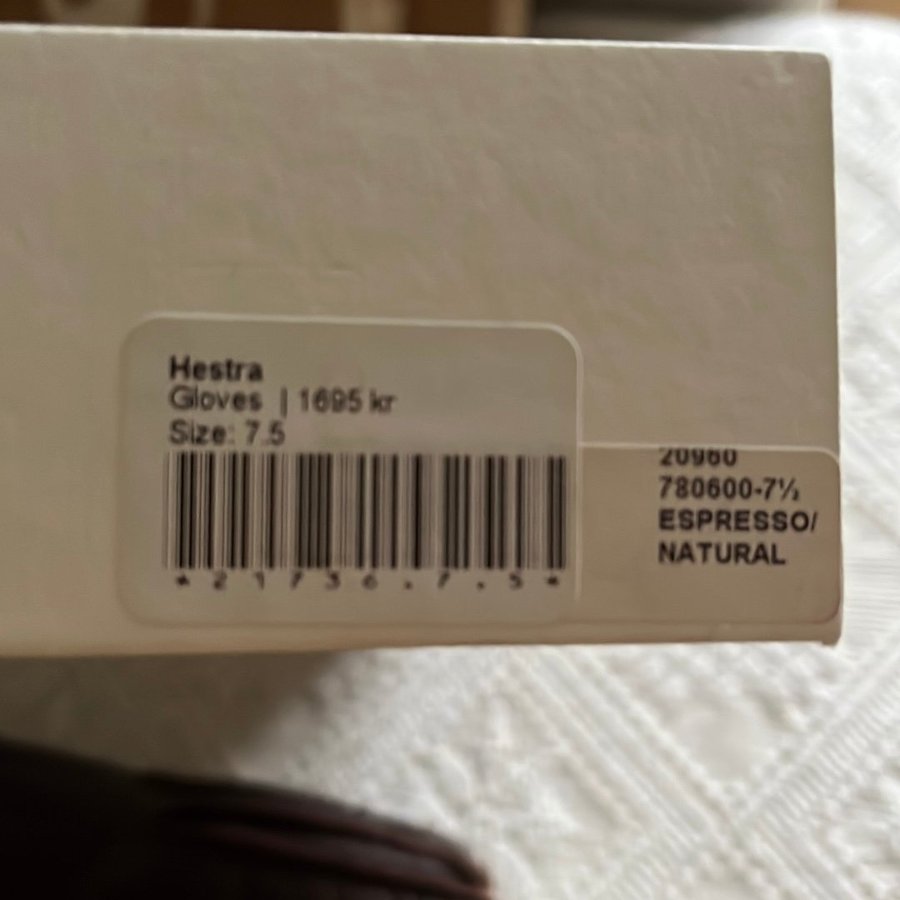 Hestra
Gloves | 1695 kr
Size: 7.5
*21736.7.5*
20960
780600-7½
ESPRESSO/
NATURAL